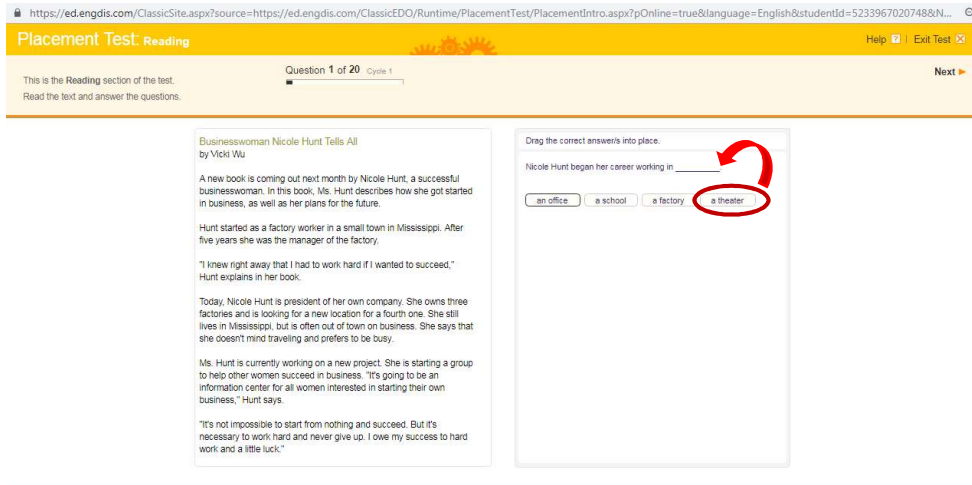 https://ed.engdis.com/ClassicSite.aspx?source=https://ed.engdis.com/ClassicEDO/Runtime/PlacementTest/PlacementIntro.aspx?pOnline=true&language=English&studentId=5233967020748&N...
Placement Test: Reading
Help ? | Exit Test
This is the Reading section of the test.
Read the text and answer the questions.
Question 1 of 20 Cycle 1
Next
Businesswoman Nicole Hunt Tells All
by Vicki Wu
A new book is coming out next month by Nicole Hunt, a successful
businesswoman. In this book, Ms. Hunt describes how she got started
in business, as well as her plans for the future.
Hunt started as a factory worker in a small town in Mississippi. After
five years she was the manager of the factory.
"I knew right away that I had to work hard if I wanted to succeed,"
Hunt explains in her book.
Today, Nicole Hunt is president of her own company. She owns three
factories and is looking for a new location for a fourth one. She still
lives in Mississippi, but is often out of town on business. She says that
she doesn't mind traveling and prefers to be busy.
Ms. Hunt is currently working on a new project. She is starting a group
to help other women succeed in business. "It's going to be an
information center for all women interested in starting their own
business," Hunt says.
"It's not impossible to start from nothing and succeed. But it's
necessary to work hard and never give up. I owe my success to hard
work and a little luck."
Drag the correct answer/s into place.
Nicole Hunt began her career working in ________.
an office a school a factory a theater